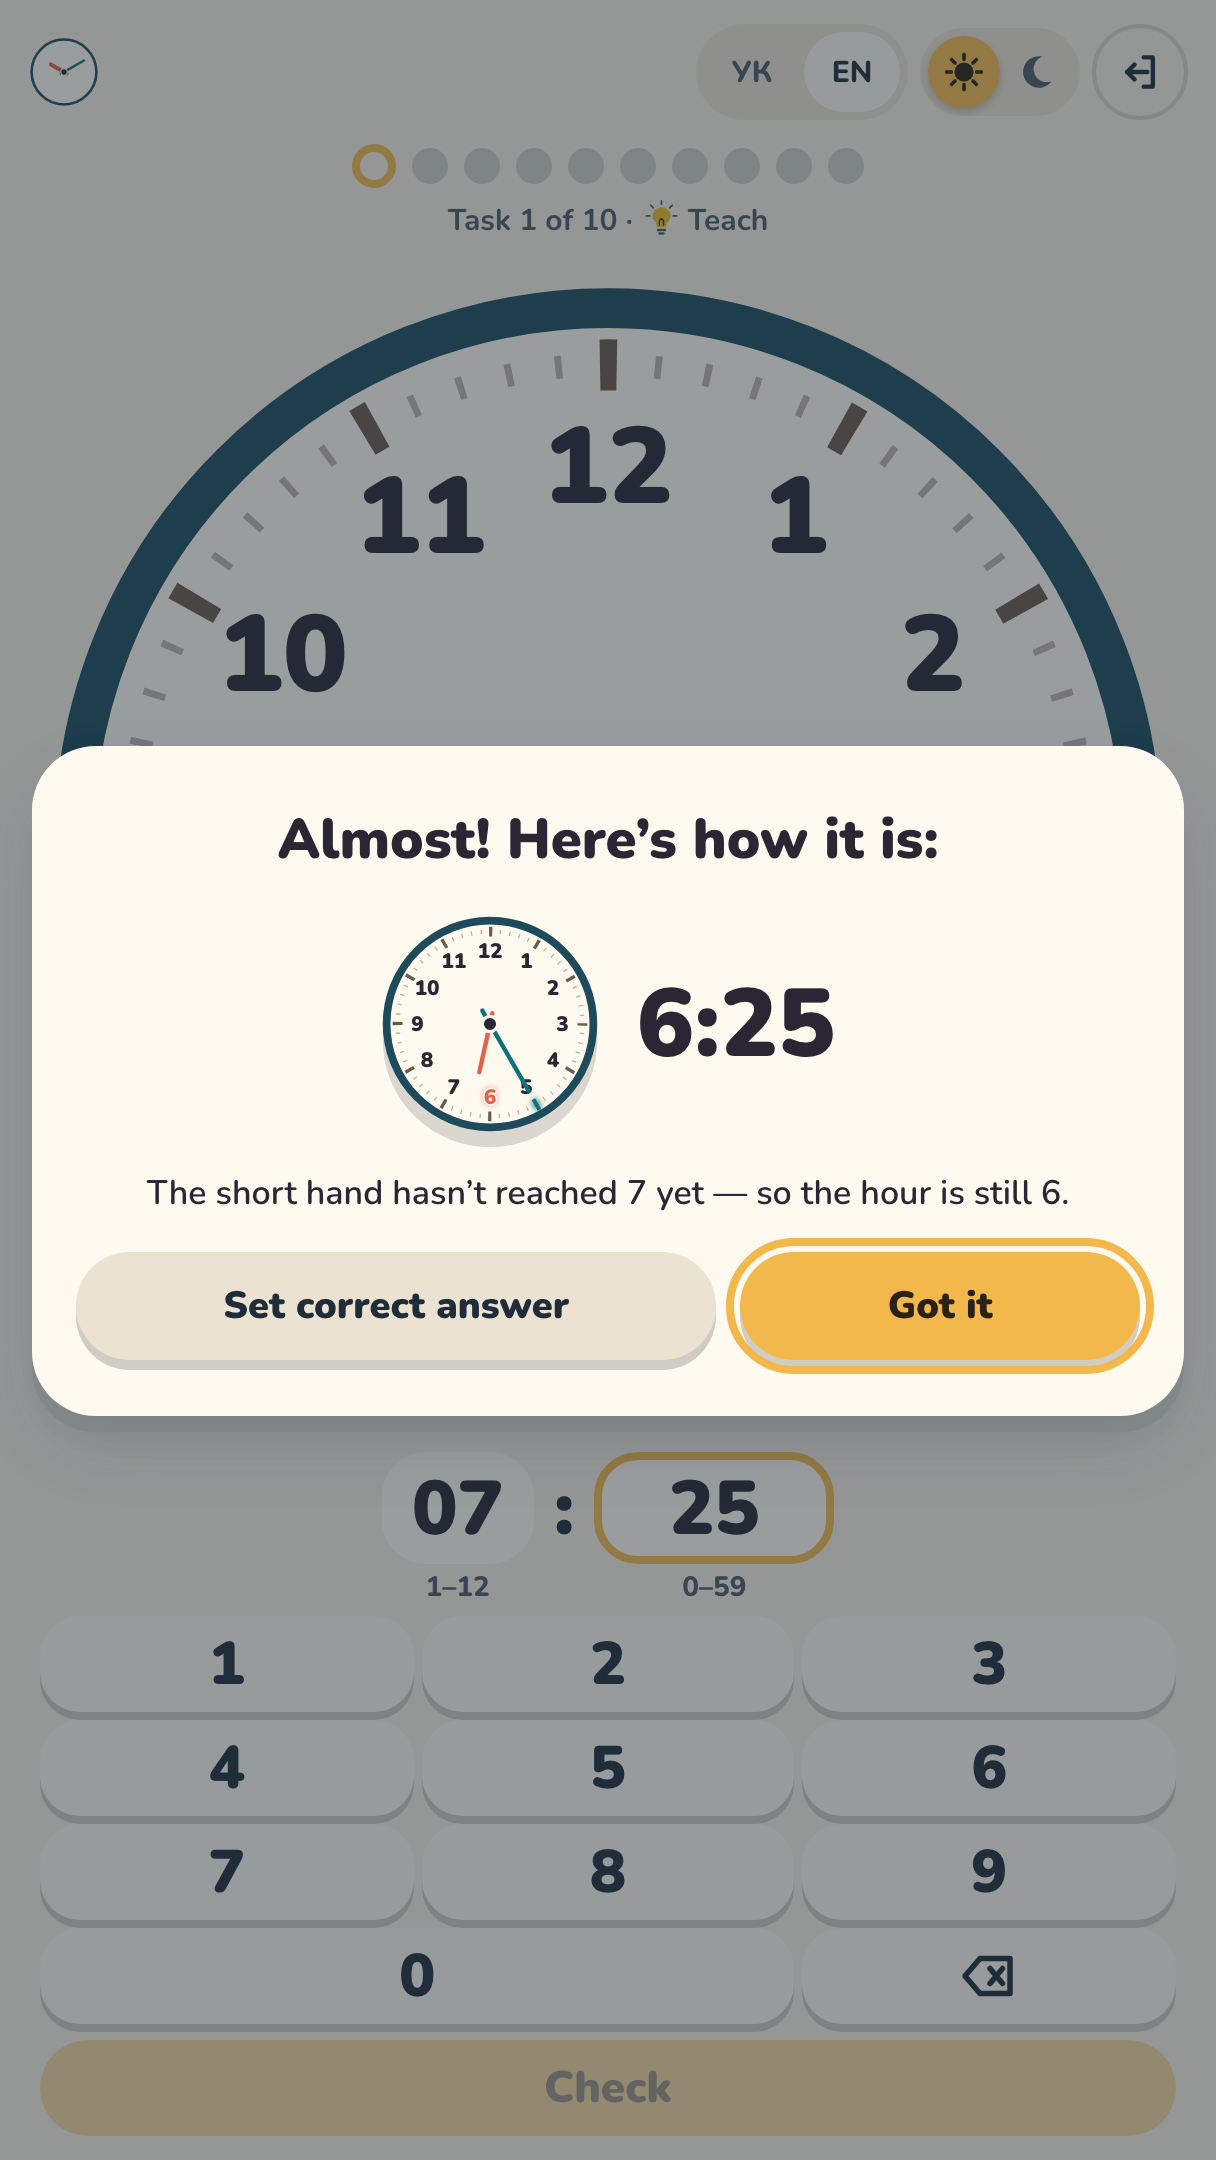 УК EN
Task 1 of 10 · Teach
12
11 1
10 2
Almost! Here’s how it is:
12
11 1
10 2
9 3
8 4
7 5
6
6:25
The short hand hasn’t reached 7 yet — so the hour is still 6.
Set correct answer Got it
07 : 25
1–12 0–59
1 2 3
4 5 6
7 8 9
0
Check